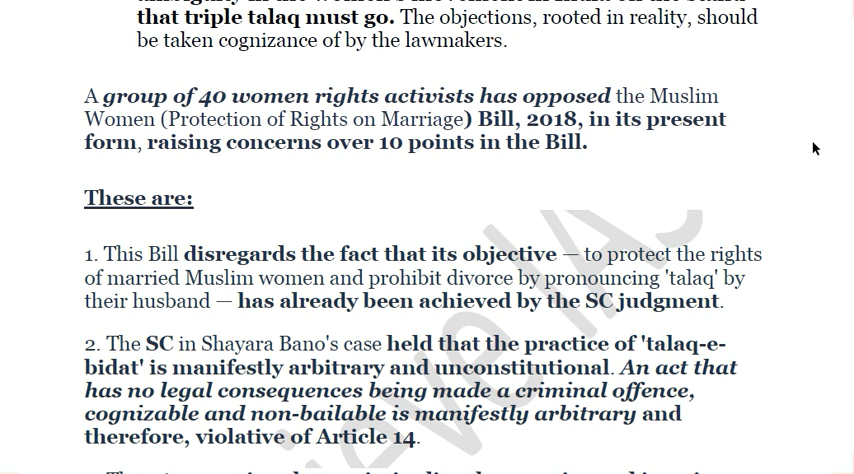 that triple talaq must go. The objections, rooted in reality, should
be taken cognizance of by the lawmakers.
A group of 40 women rights activists has opposed the Muslim
Women (Protection of Rights on Marriage) Bill, 2018, in its present
form, raising concerns over 10 points in the Bill.
These are:
1. This Bill disregards the fact that its objective — to protect the rights
of married Muslim women and prohibit divorce by pronouncing 'talaq' by
their husband — has already been achieved by the SC judgment.
2. The SC in Shayara Bano's case held that the practice of 'talaq-e-
bidat' is manifestly arbitrary and unconstitutional. An act that
has no legal consequences being made a criminal offence,
cognizable and non-bailable is manifestly arbitrary and
therefore, violative of Article 14.